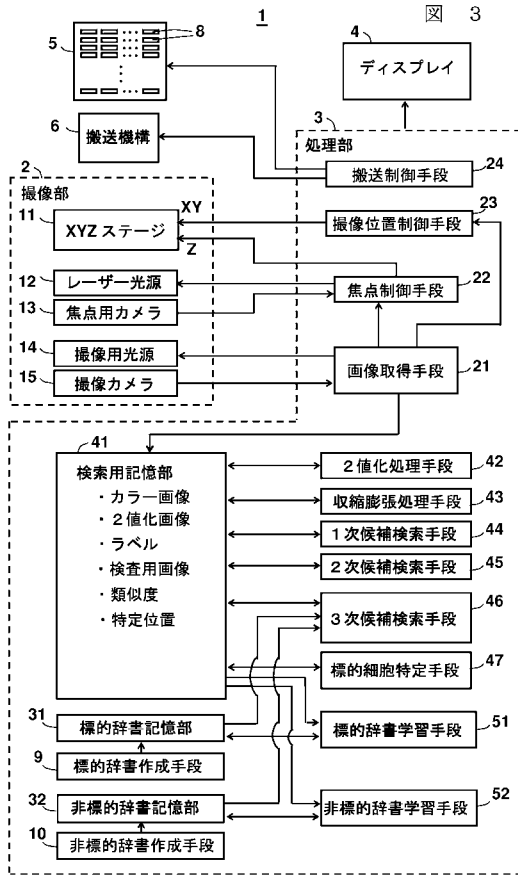 図 3
1
5
8
4
ディスプレイ
6
搬送機構
3
処理部
搬送制御手段
24
2
撮像部
11
XYZ ステージ
XY
Z
撮像位置制御手段
23
12
レーザー光源
13
焦点用カメラ
焦点制御手段
22
14
撮像用光源
15
撮像カメラ
画像取得手段
21
41
検索用記憶部
・カラー画像
・２値化画像
・ラベル
・検査用画像
・類似度
・特定位置
２値化処理手段
42
収縮膨張処理手段
43
１次候補検索手段
44
２次候補検索手段
45
３次候補検索手段
46
標的細胞特定手段
47
31
標的辞書記憶部
9
標的辞書作成手段
標的辞書学習手段
51
32
非標的辞書記憶部
10
非標的辞書作成手段
非標的辞書学習手段
52